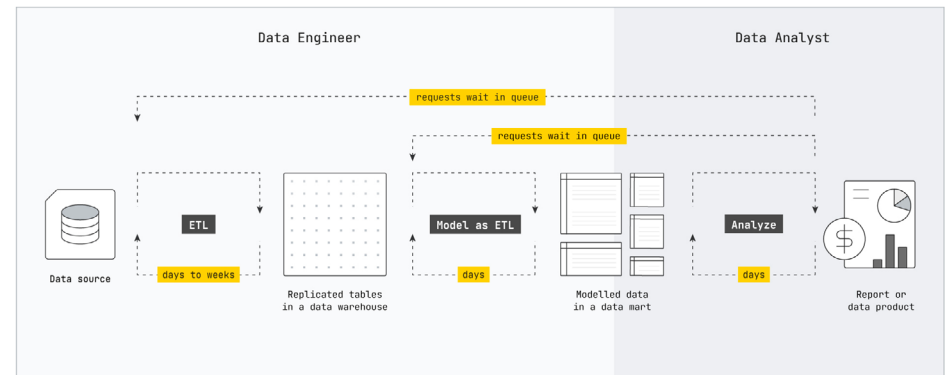 Data Engineer
Data Analyst
requests wait in queue
requests wait in queue
ETL
Model as ETL
Analyze
days to weeks
days
days
Data source
Replicated tables
in a data warehouse
Modelled data
in a data mart
Report or
data product
$